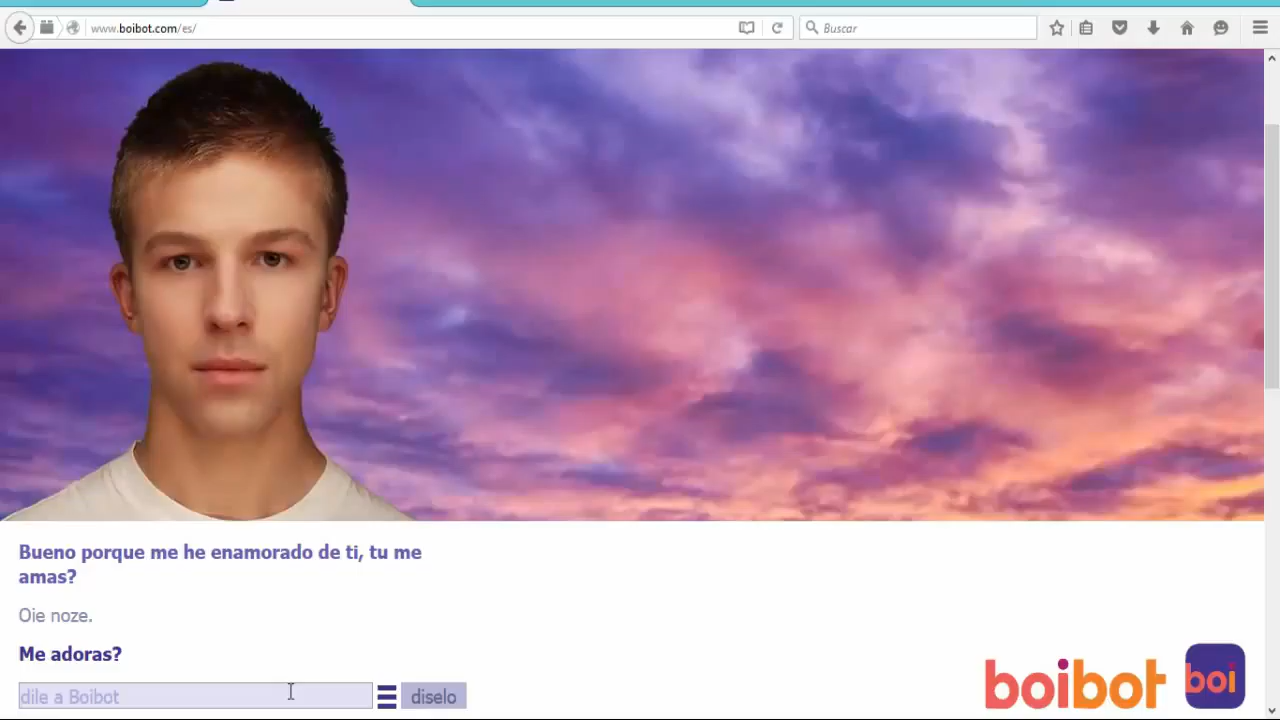 www.boibot.com/es/
Buscar
Bueno porque me he enamorado de ti, tu me
amas?
Oie noze.
Me adoras?
dile a Boibot
diselo
boibot
boi